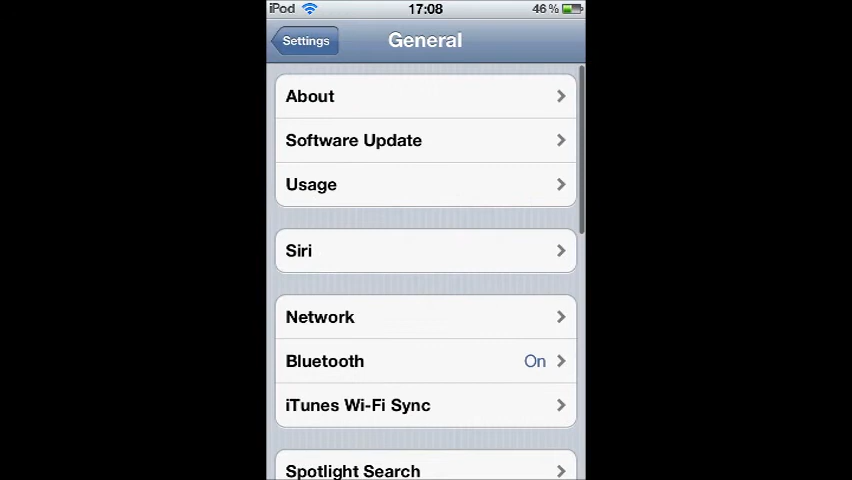 iPod 17:08 46%
Settings General
About
Software Update
Usage
Siri
Network
Bluetooth On
iTunes Wi-Fi Sync
Spotlight Search